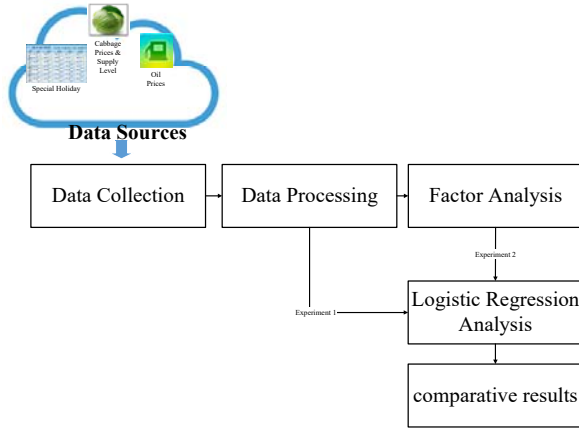 Cabbage
Prices &
Supply
Level
Special Holiday
Oil
Prices
Data Sources
Data Collection
Data Processing
Factor Analysis
Experiment 2
Experiment 1
Logistic Regression
Analysis
comparative results